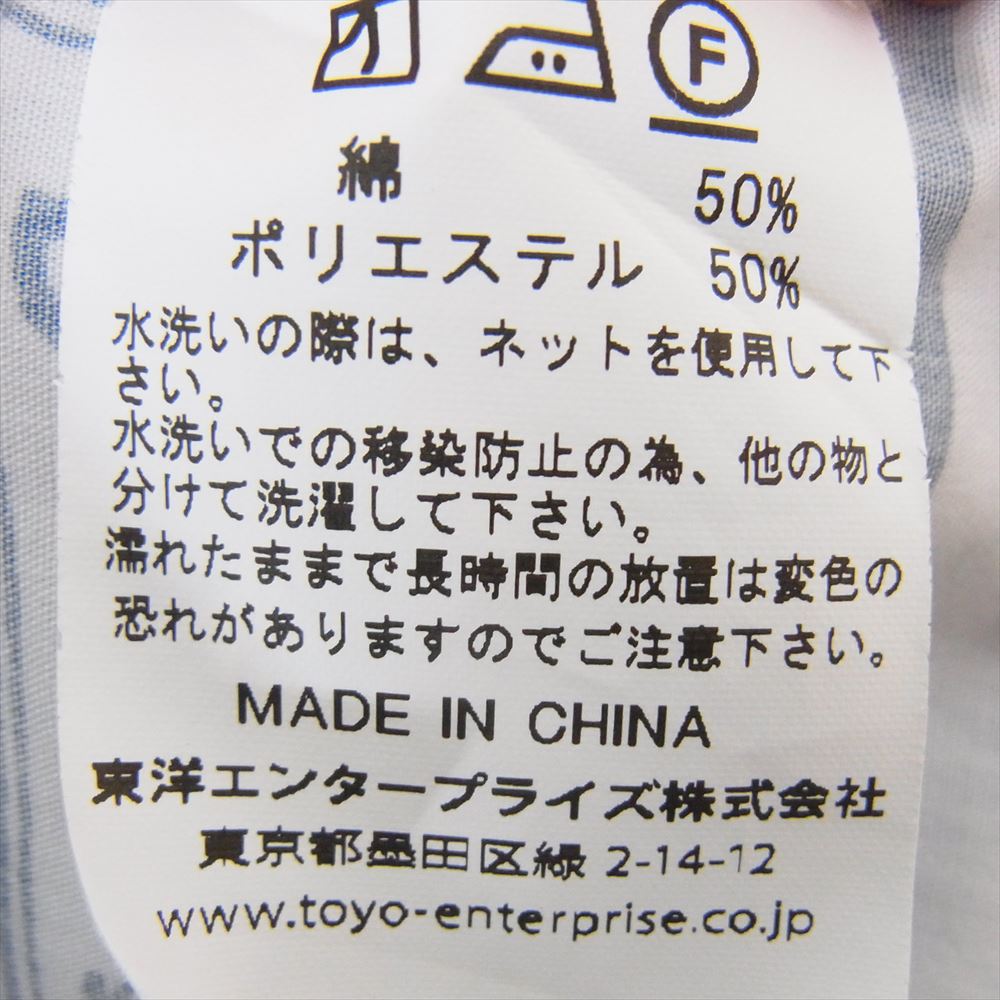 F
綿 50%
ポリエステル 50%
水洗いの際は、ネットを使用して下
さい。
水洗いでの移染防止の為、他の物と
分けて洗濯して下さい。
濡れたままで長時間の放置は変色の
恐れがありますのでご注意下さい。
MADE IN CHINA
東洋エンタープライズ株式会社
東京都墨田区緑 2-14-12
www.toyo-enterprise.co.jp